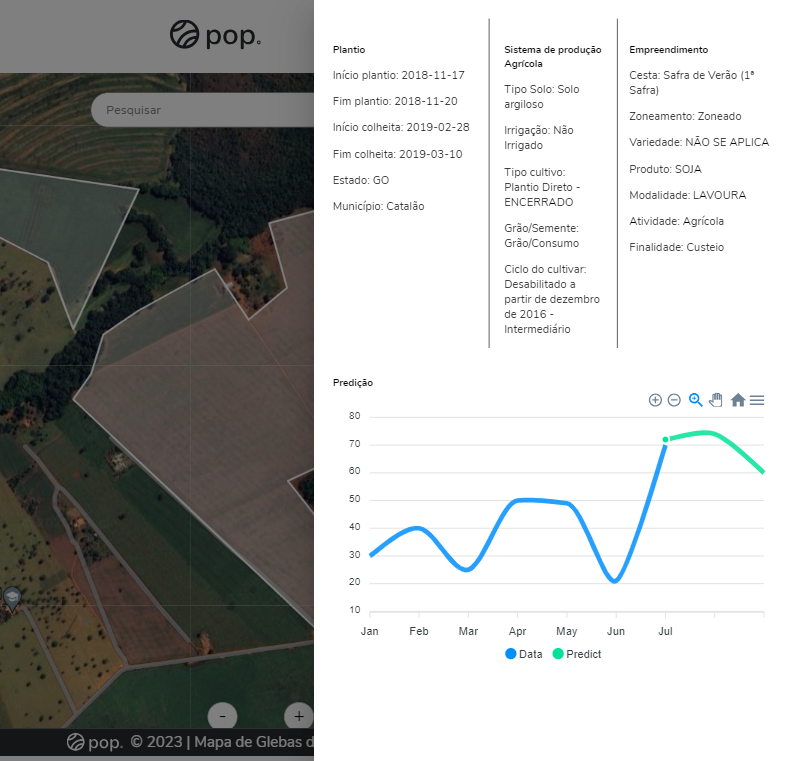 pop.
Pesquisar
Plantio
Início plantio: 2018-11-17
Fim plantio: 2018-11-20
Início colheita: 2019-02-28
Fim colheita: 2019-03-10
Estado: GO
Município: Catalão
Sistema de produção
Agrícola
Tipo Solo: Solo
argiloso
Irrigação: Não
Irrigado
Tipo cultivo:
Plantio Direto -
ENCERRADO
Grão/Semente:
Grão/Consumo
Ciclo do cultivar:
Desabilitado a
partir de dezembro
de 2016 -
Intermediário
Empreendimento
Cesta: Safra de Verão (1ª
Safra)
Zoneamento: Zoneado
Variedade: NÃO SE APLICA
Produto: SOJA
Modalidade: LAVOURA
Atividade: Agrícola
Finalidade: Custeio
Predição
80
70
60
50
40
30
20
10
Jan Feb Mar Apr May Jun Jul
Data Predict
- +
pop. © 2023 | Mapa de Glebas d